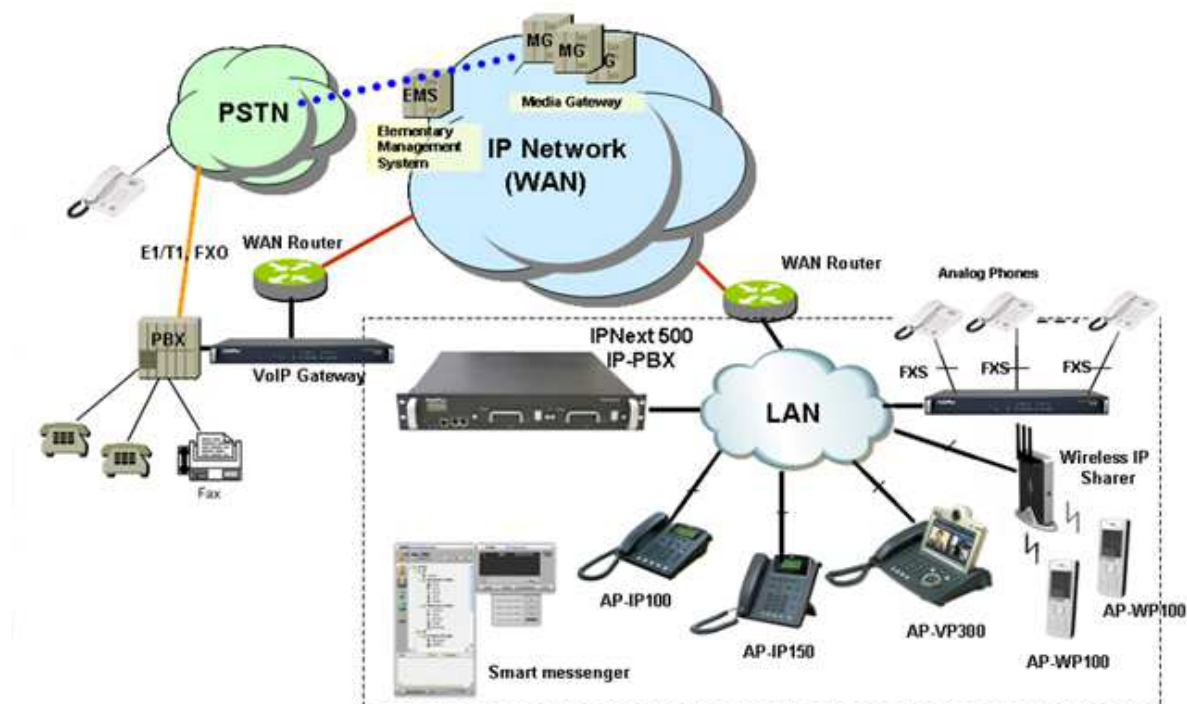 MG
MG
G
EMS
Media Gateway
PSTN
Elementary
Management
System
IP Network
(WAN)
E1/T1, FXO
WAN Router
WAN Router
Analog Phones
PBX
VoIP Gateway
IPNext 500
IP-PBX
FXS
FXS
FXS
LAN
Fax
Wireless IP
Sharer
AP-IP100
AP-IP150
AP-VP300
AP-WP100
AP-WP100
Smart messenger